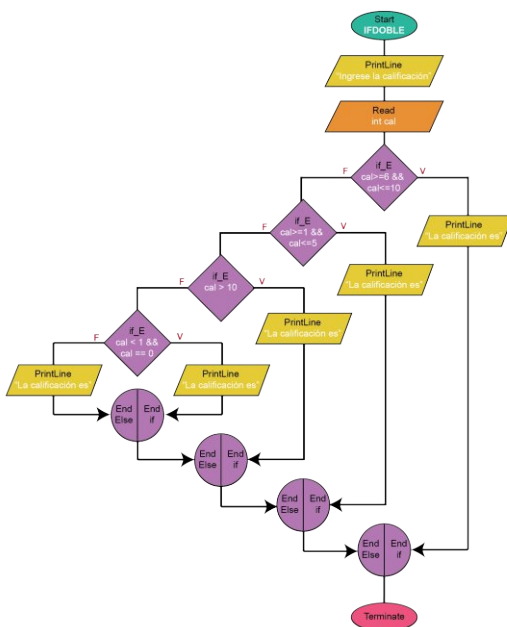 Start
IFDOBLE
PrintLine
"Ingrese la calificación"
Read
int cal
if_E
cal>=6 &&
cal<=10
F
V
PrintLine
"La calificación es"
if_E
cal>=1 &&
cal<=5
F
V
PrintLine
"La calificación es"
if_E
cal > 10
F
V
PrintLine
"La calificación es"
if_E
cal < 1 &&
cal == 0
F
V
PrintLine
"La calificación es"
PrintLine
"La calificación es"
End
Else
End
if
End
Else
End
if
End
Else
End
if
End
Else
End
if
Terminate